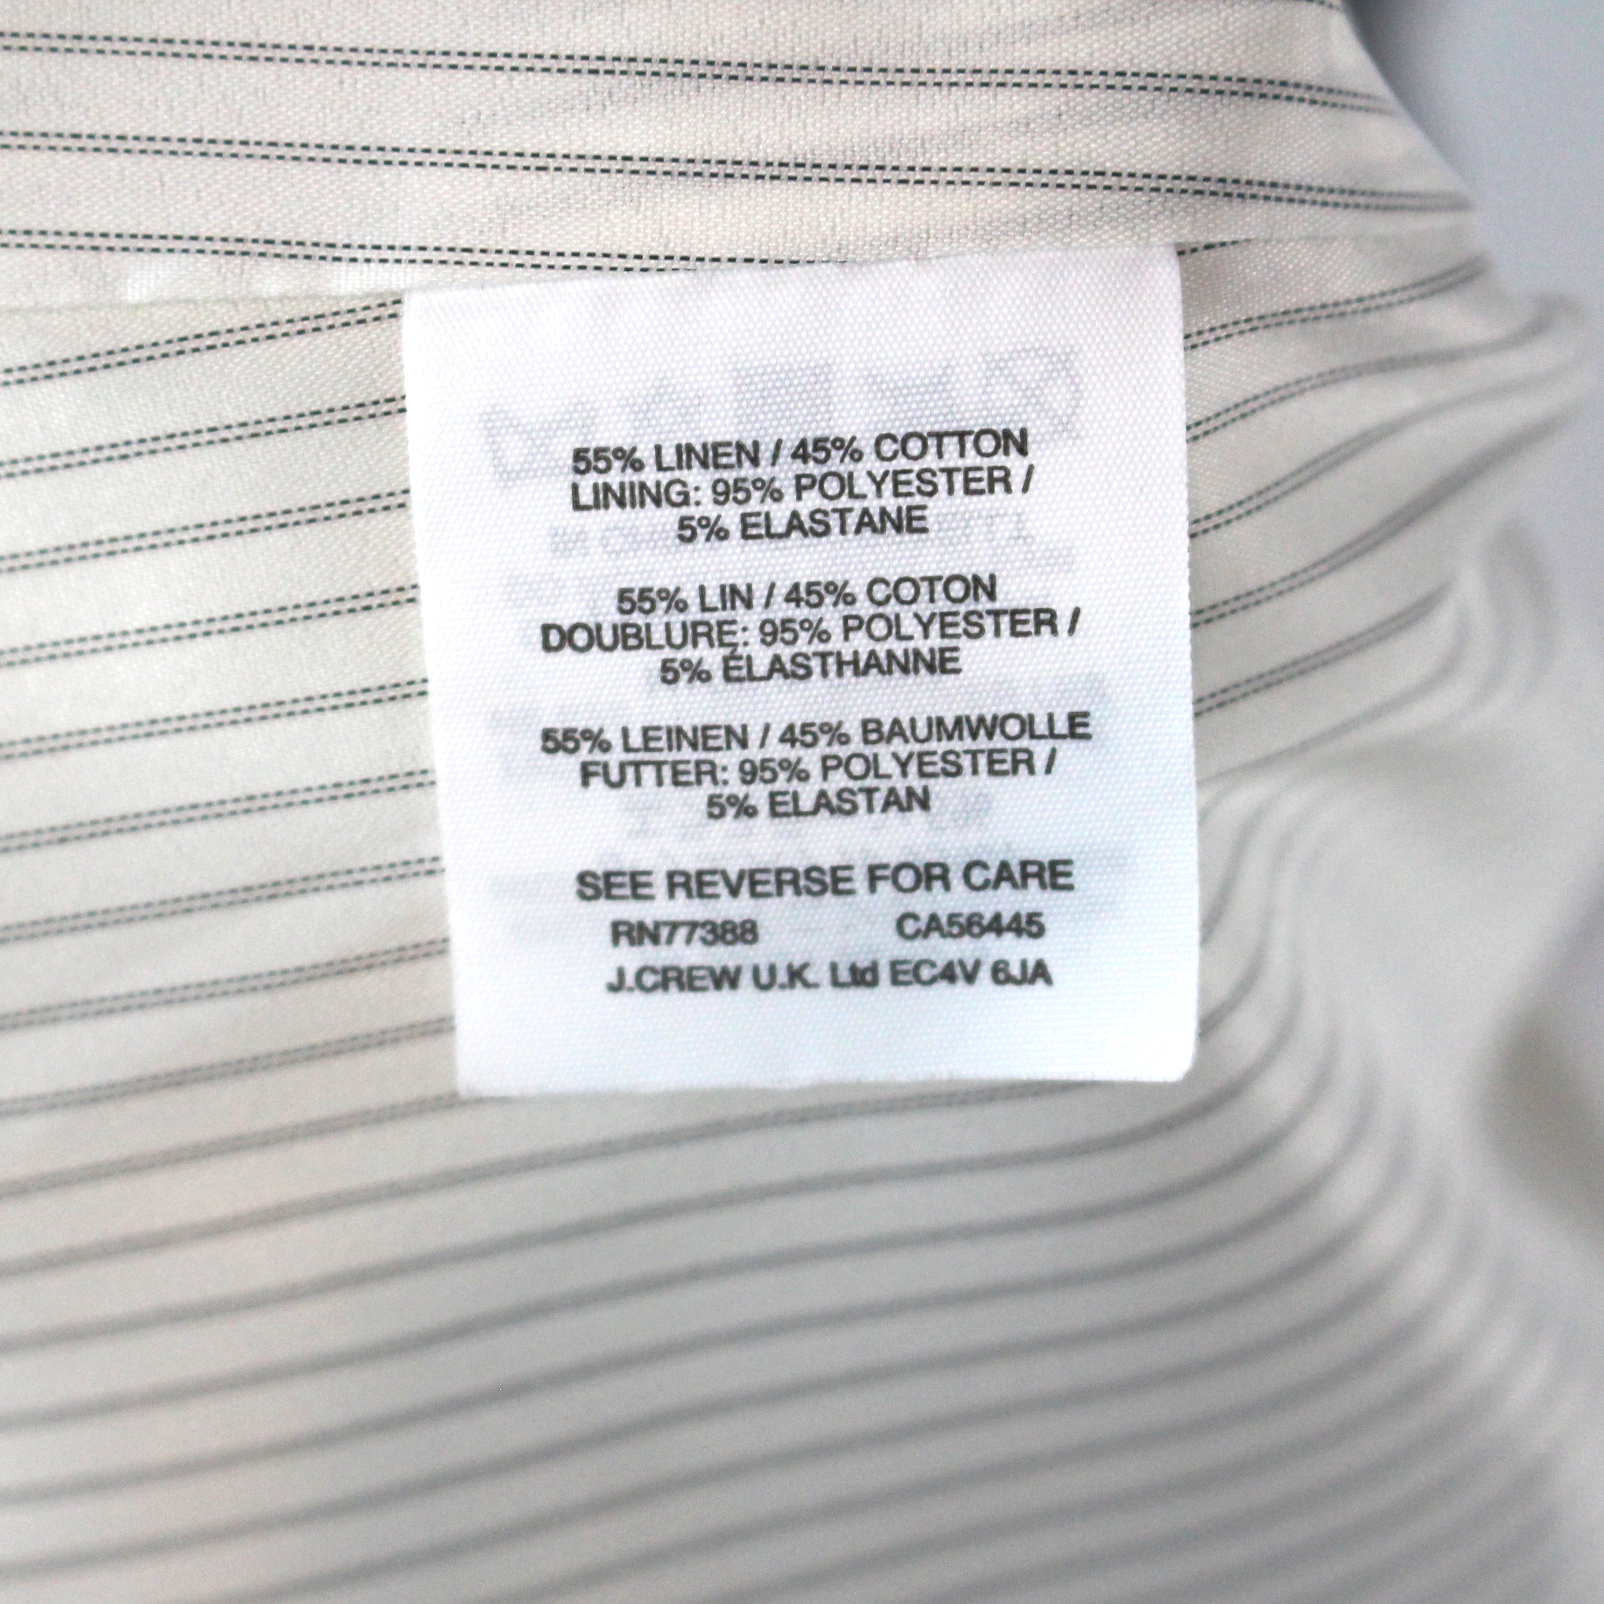 55% LINEN / 45% COTTON
LINING: 95% POLYESTER /
5% ELASTANE
55% LIN / 45% COTON
DOUBLURE: 95% POLYESTER /
5% ÉLASTHANNE
55% LEINEN / 45% BAUMWOLLE
FUTTER: 95% POLYESTER /
5% ELASTAN
SEE REVERSE FOR CARE
RN77388 CA56445
J.CREW U.K. Ltd EC4V 6JA